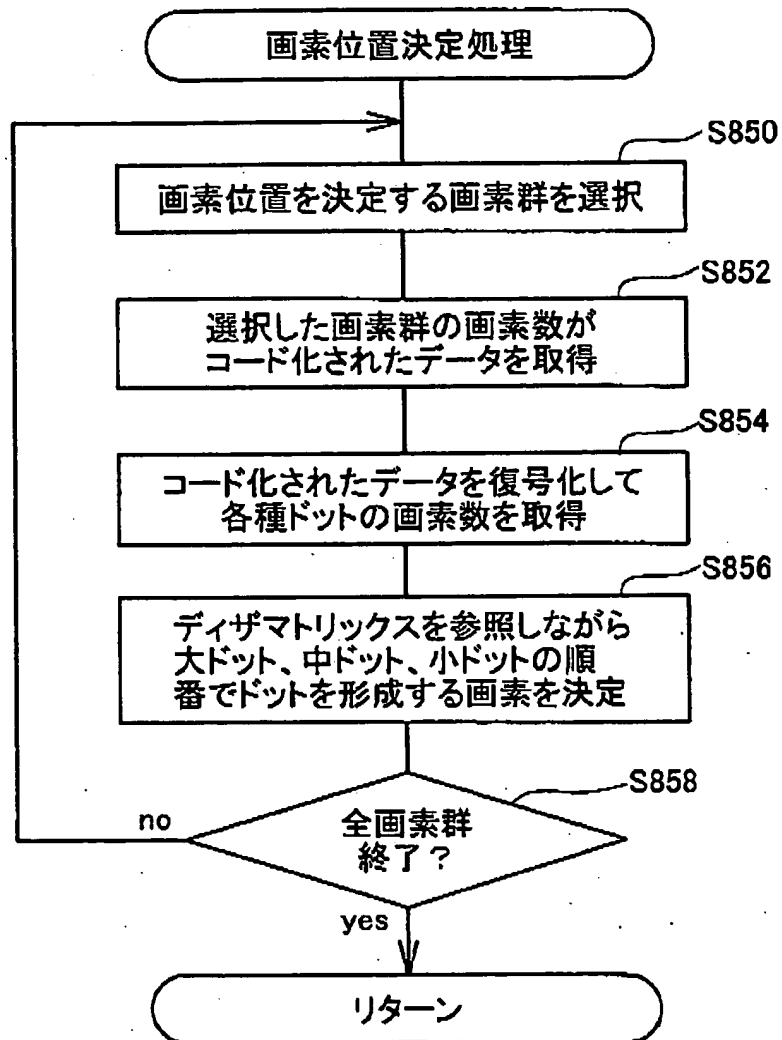 画素位置決定処理
S850
画素位置を決定する画素群を選択
S852
選択した画素群の画素数が
コード化されたデータを取得
S854
コード化されたデータを復号化して
各種ドットの画素数を取得
S856
ディザマトリックスを参照しながら
大ドット、中ドット、小ドットの順
番でドットを形成する画素を決定
S858
no
全画素群
終了？
yes
リターン